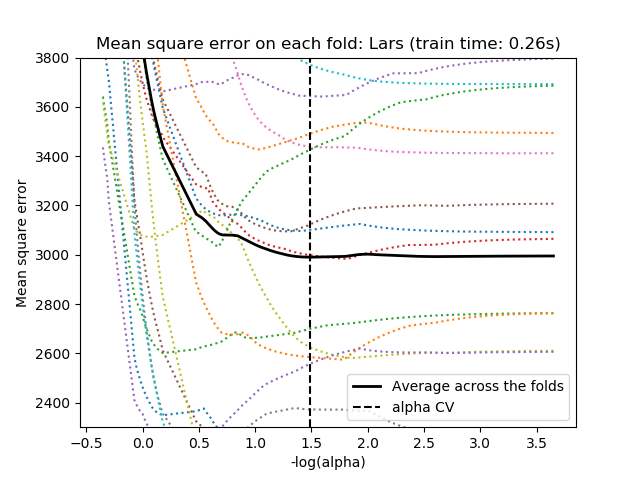 Mean square error on each fold: Lars (train time: 0.26s)
3800
3600
3400
3200
3000
2800
2600
2400
Mean square error
Average across the folds
alpha CV
−0.5 0.0 0.5 1.0 1.5 2.0 2.5 3.0 3.5
-log(alpha)